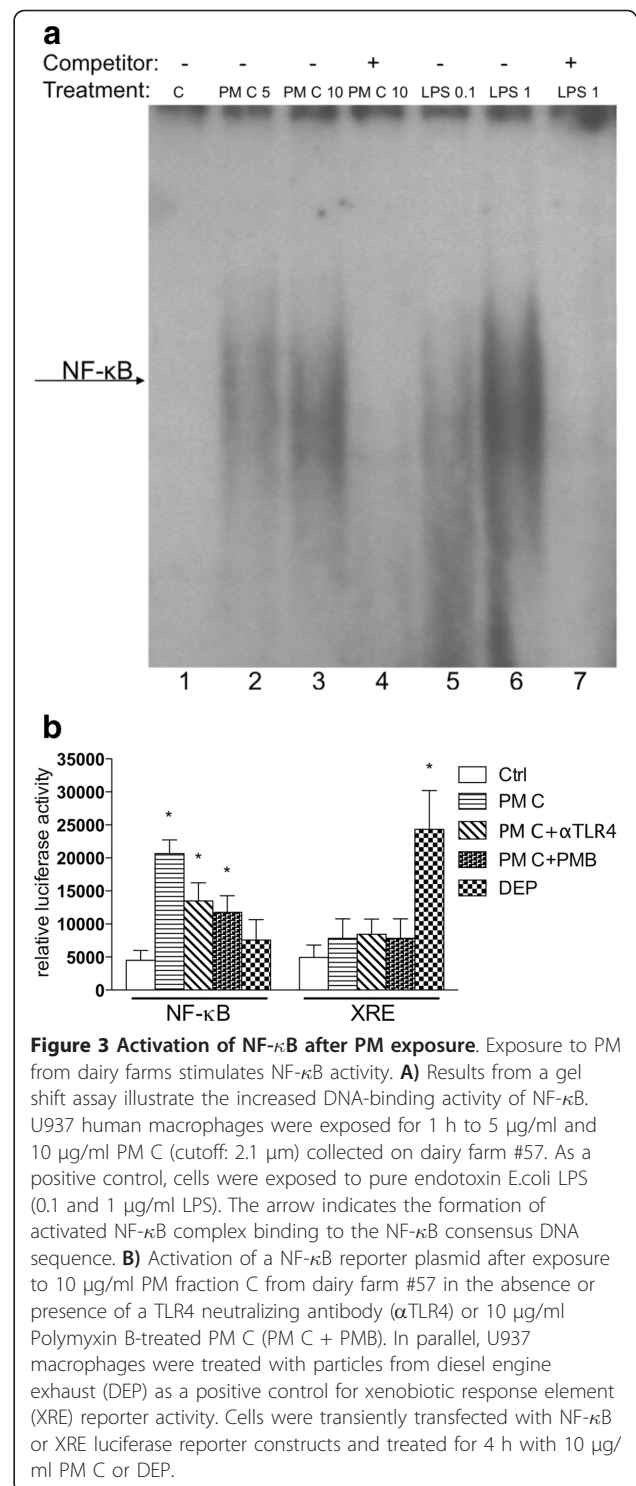 a
Competitor: - - - + - - +
Treatment: C PM C 5 PM C 10 PM C 10 LPS 0.1 LPS 1 LPS 1
NF-κB
1 2 3 4 5 6 7
b
relative luciferase activity
35000
30000
25000
20000
15000
10000
5000
0
* * * *
NF-κB XRE
Ctrl
PM C
PM C+αTLR4
PM C+PMB
DEP
Figure 3 Activation of NF-κB after PM exposure. Exposure to PM
from dairy farms stimulates NF-κB activity. A) Results from a gel
shift assay illustrate the increased DNA-binding activity of NF-κB.
U937 human macrophages were exposed for 1 h to 5 μg/ml and
10 μg/ml PM C (cutoff: 2.1 μm) collected on dairy farm #57. As a
positive control, cells were exposed to pure endotoxin E.coli LPS
(0.1 and 1 μg/ml LPS). The arrow indicates the formation of
activated NF-κB complex binding to the NF-κB consensus DNA
sequence. B) Activation of a NF-κB reporter plasmid after exposure
to 10 μg/ml PM fraction C from dairy farm #57 in the absence or
presence of a TLR4 neutralizing antibody (αTLR4) or 10 μg/ml
Polymyxin B-treated PM C (PM C + PMB). In parallel, U937
macrophages were treated with particles from diesel engine
exhaust (DEP) as a positive control for xenobiotic response element
(XRE) reporter activity. Cells were transiently transfected with NF-κB
or XRE luciferase reporter constructs and treated for 4 h with 10 μg/
ml PM C or DEP.